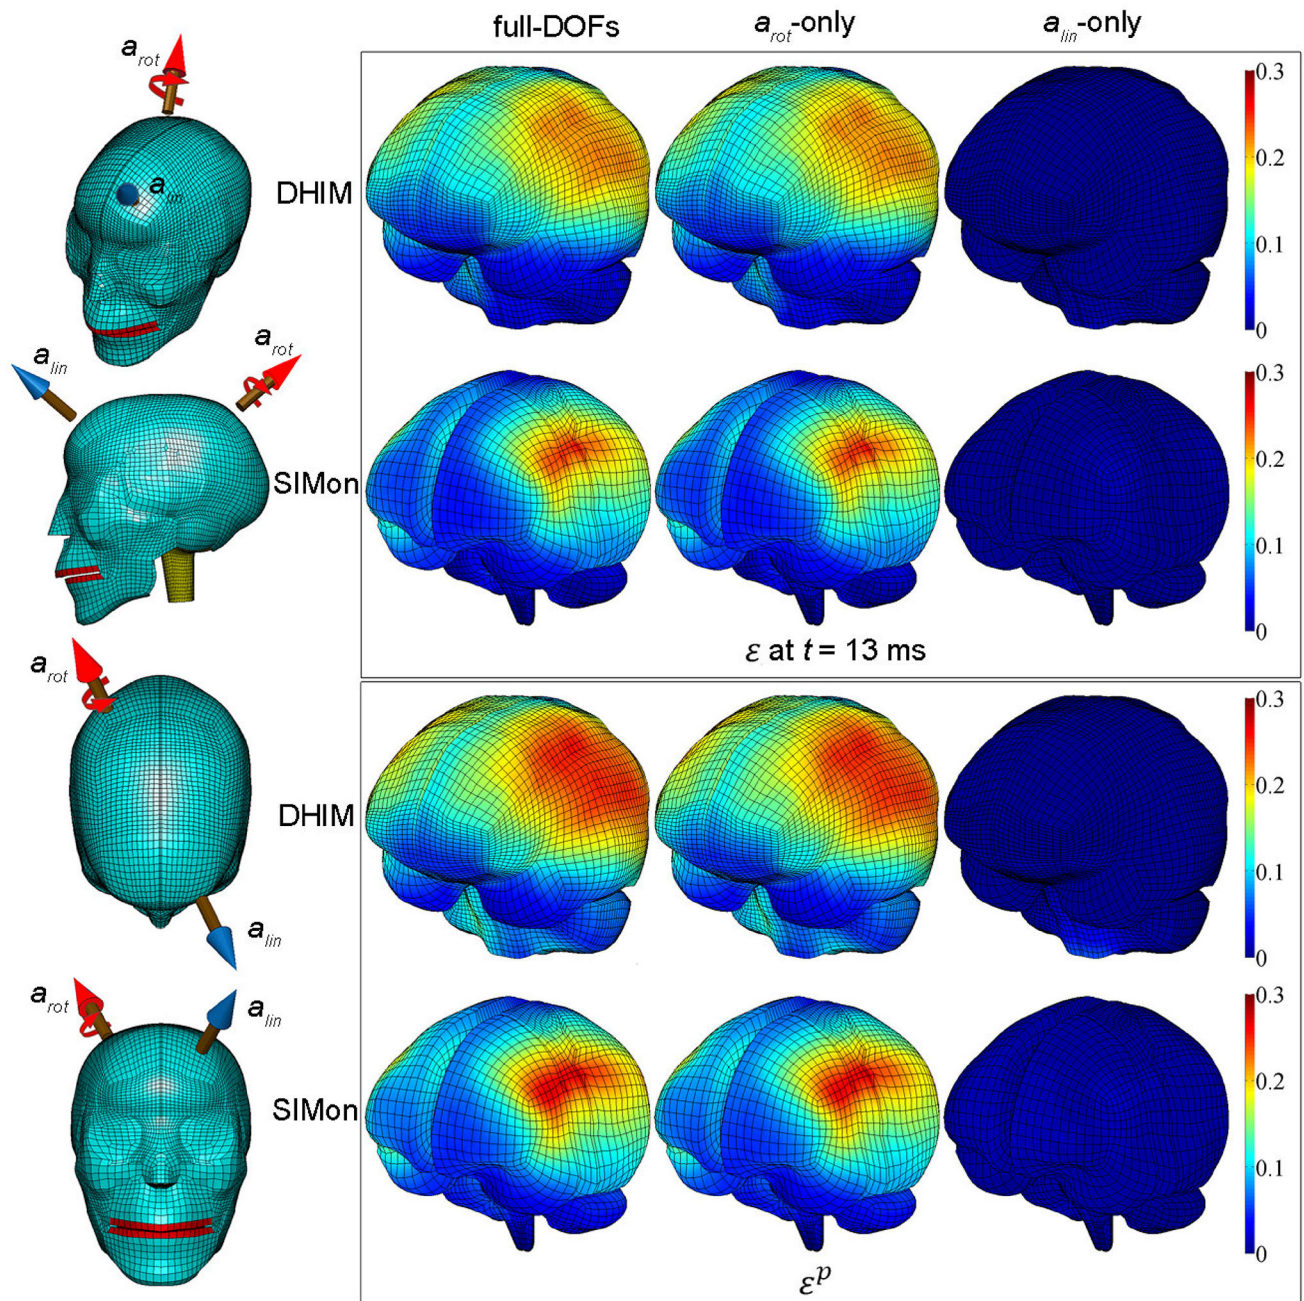 full-DOFs a_rot-only a_lin-only
a_rot
a_lin
DHIM
0.3
0.2
0.1
0
a_lin
a_rot
SIMon
0.3
0.2
0.1
0
ε at t = 13 ms
a_rot
a_lin
DHIM
0.3
0.2
0.1
0
a_rot
a_lin
SIMon
0.3
0.2
0.1
0
ε^p